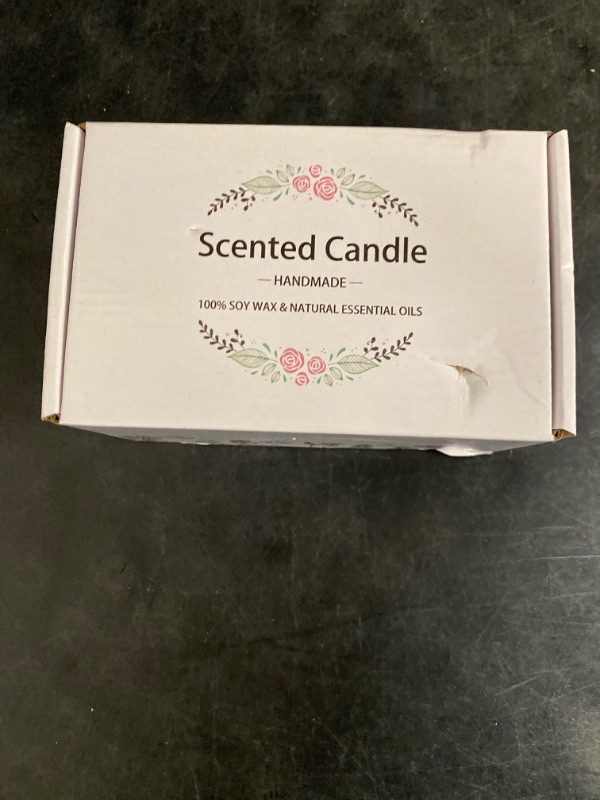 Scented Candle
— HANDMADE —
100% SOY WAX & NATURAL ESSENTIAL OILS